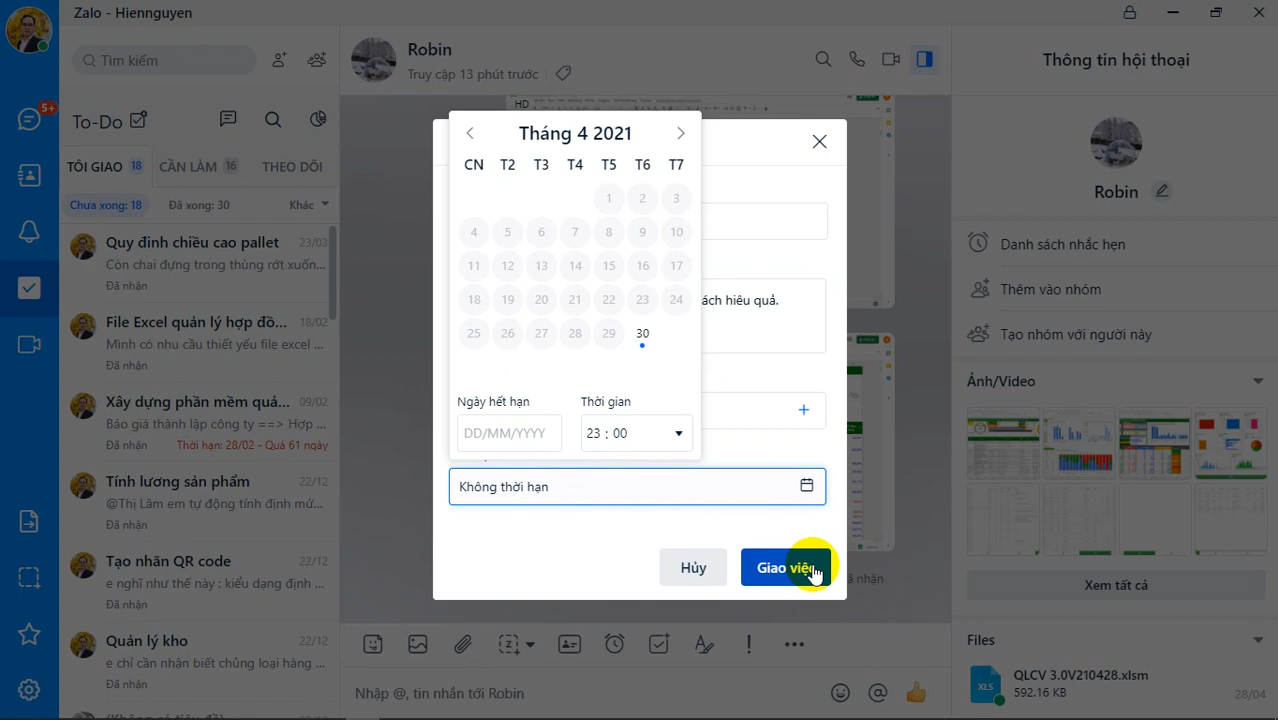 Zalo - Hiennguyen
Tìm kiếm
5+
To-Do
TÔI GIAO 18
CẦN LÀM 16
THEO DÕI
Chưa xong: 18
Đã xong: 30
Khác
Quy đinh chiều cao pallet 23/03
Còn chai đựng trong thùng rớt xuốn...
Đã nhận
File Excel quản lý hợp đồ... 18/02
Mình có nhu cầu thiết yếu file excel ...
Đã nhận
Xây dựng phần mềm quả... 09/02
Báo giá thành lập công ty ==> Hợp ...
Đã nhận Thời hạn: 28/02 - Quá 61 ngày
Tính lương sản phẩm 22/12
@Thị Lam em tự động tính định mứ...
Đã nhận
Tạo nhãn QR code 22/12
e nghĩ như thế này : kiểu dạng định ...
Đã nhận
Quản lý kho 22/12
e chỉ cần nhận biết chủng loại hàng ...
Đã nhận
Robin
Truy cập 13 phút trước
HD
Tháng 4 2021
CN T2 T3 T4 T5 T6 T7
1 2 3
4 5 6 7 8 9 10
11 12 13 14 15 16 17
18 19 20 21 22 23 24
25 26 27 28 29 30
Ngày hết hạn
Thời gian
DD/MM/YYYY
23 : 00
ách hiêu quả.
Không thời hạn
Hủy
Giao việc
nhận
Nhập @, tin nhắn tới Robin
Thông tin hội thoại
Robin
Danh sách nhắc hẹn
Thêm vào nhóm
Tạo nhóm với người này
Ảnh/Video
Xem tất cả
Files
XLS
QLCV 3.0V210428.xlsm
592.16 KB
28/04